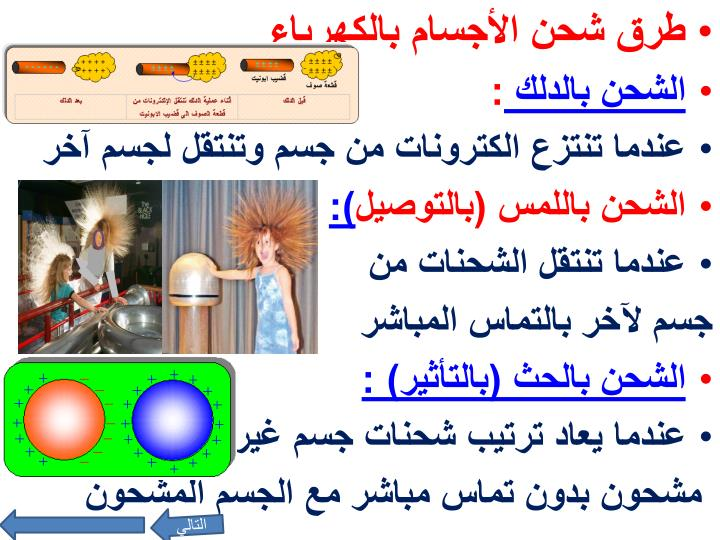 • طرق شحن الأجسام بالكهرباء
قطعة صوف
قضيب ابونيت
قبل الدلك
أثناء عملية الدلك تنتقل الإلكترونات من قطعة الصوف الى قضيب الابونيت
بعد الدلك
• الشحن بالدلك :
• عندما تنتزع الكترونات من جسم وتنتقل لجسم آخر
• الشحن باللمس (بالتوصيل):
• عندما تنتقل الشحنات من
جسم لآخر بالتماس المباشر
• الشحن بالحث (بالتأثير) :
• عندما يعاد ترتيب شحنات جسم غير
مشحون بدون تماس مباشر مع الجسم المشحون
التالي